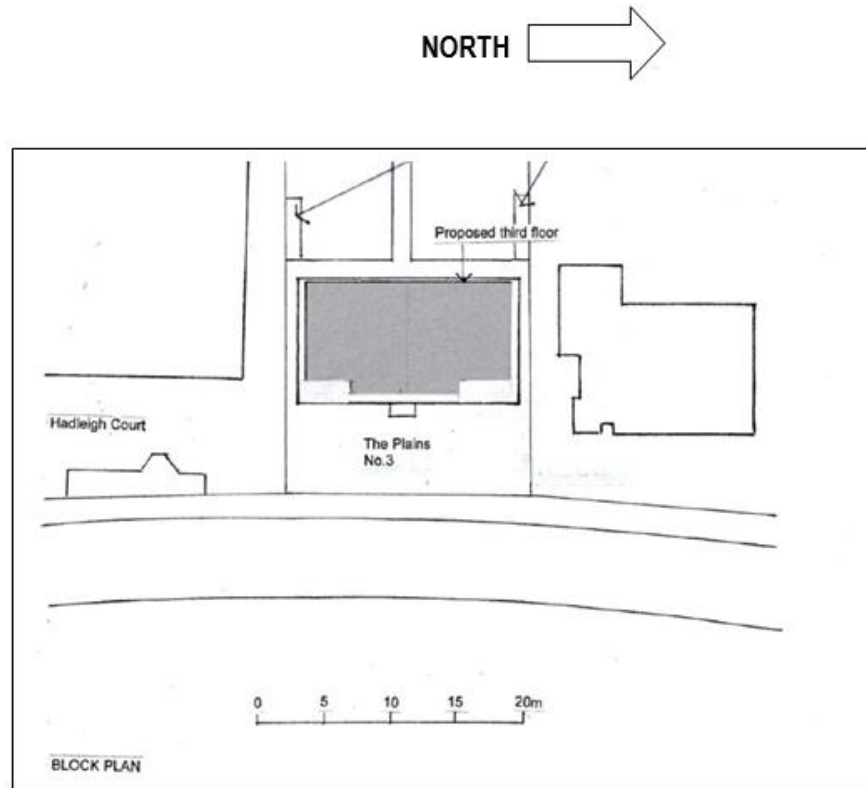 NORTH
Proposed third floor
Hadleigh Court
The Plains
No.3
0 5 10 15 20m
BLOCK PLAN